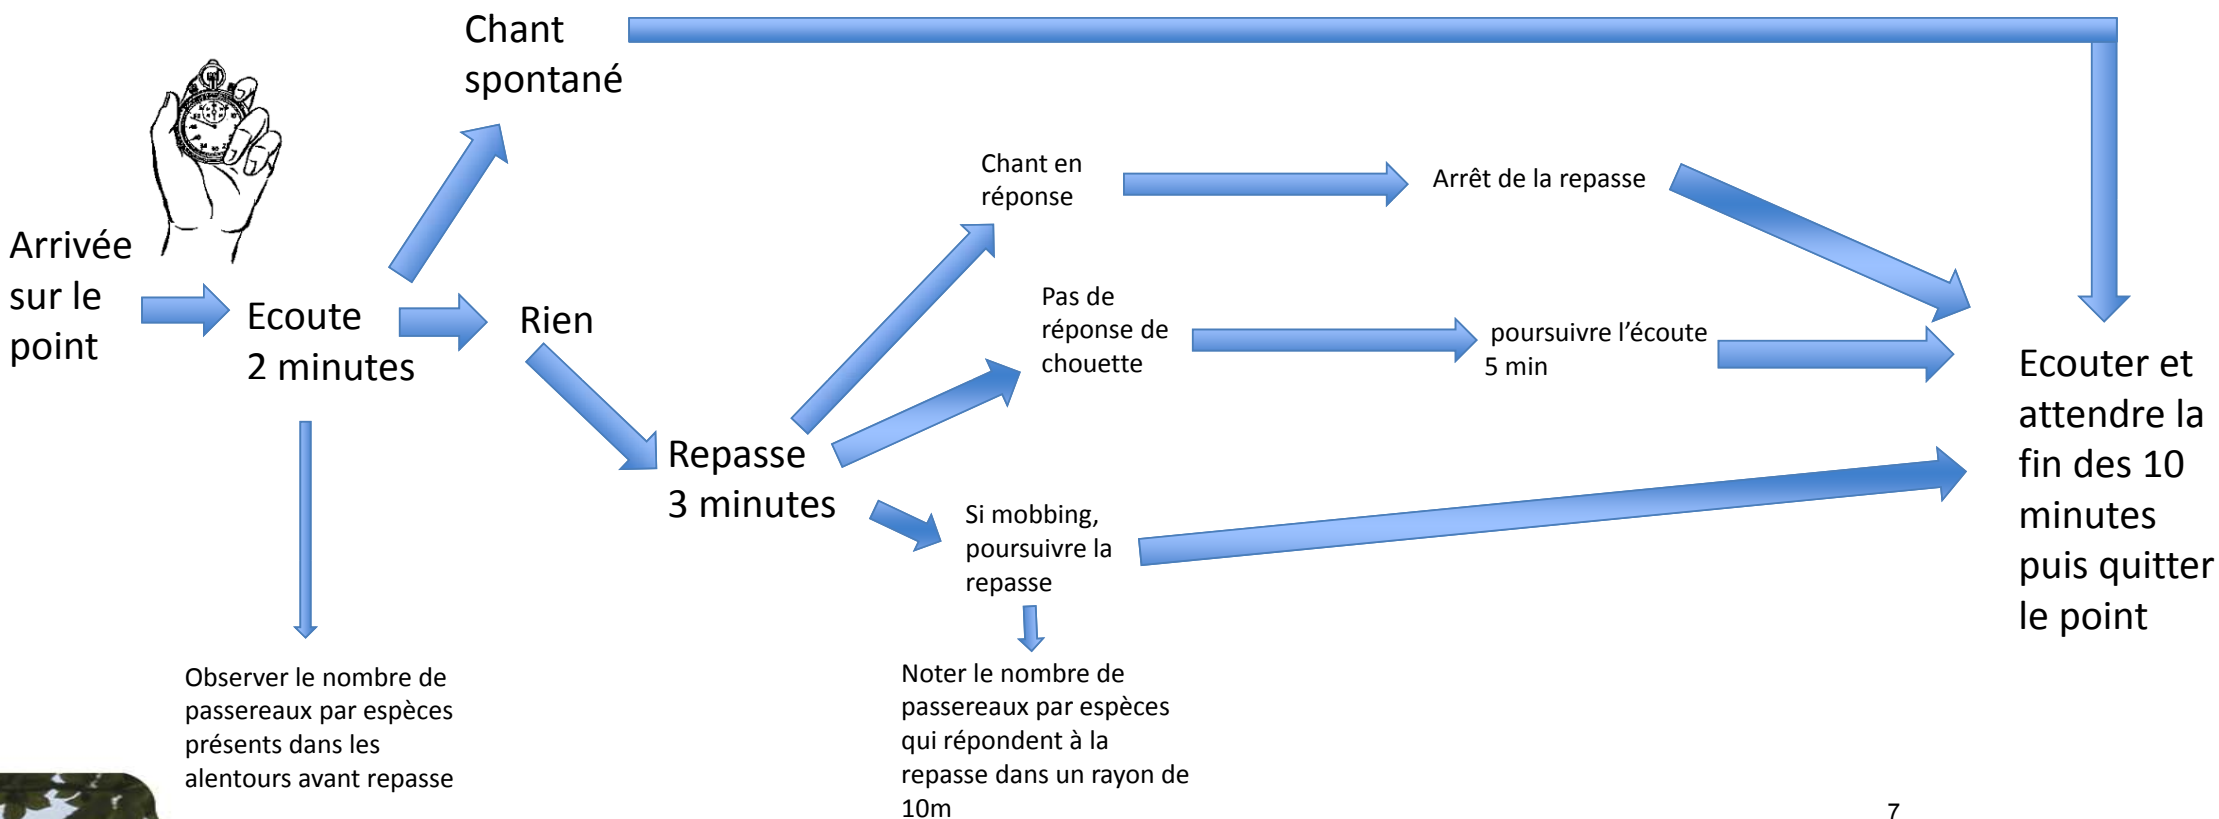 Chant
spontané
Arrivée
sur le
point
Ecoute
2 minutes
Rien
Observer le nombre de
passereaux par espèces
présents dans les
alentours avant repasse
Repasse
3 minutes
Chant en
réponse
Arrêt de la repasse
Pas de
réponse de
chouette
poursuivre l'écoute
5 min
Si mobbing,
poursuivre la
repasse
Noter le nombre de
passereaux par espèces
qui répondent à la
repasse dans un rayon de
10m
Ecouter et
attendre la
fin des 10
minutes
puis quitter
le point
7